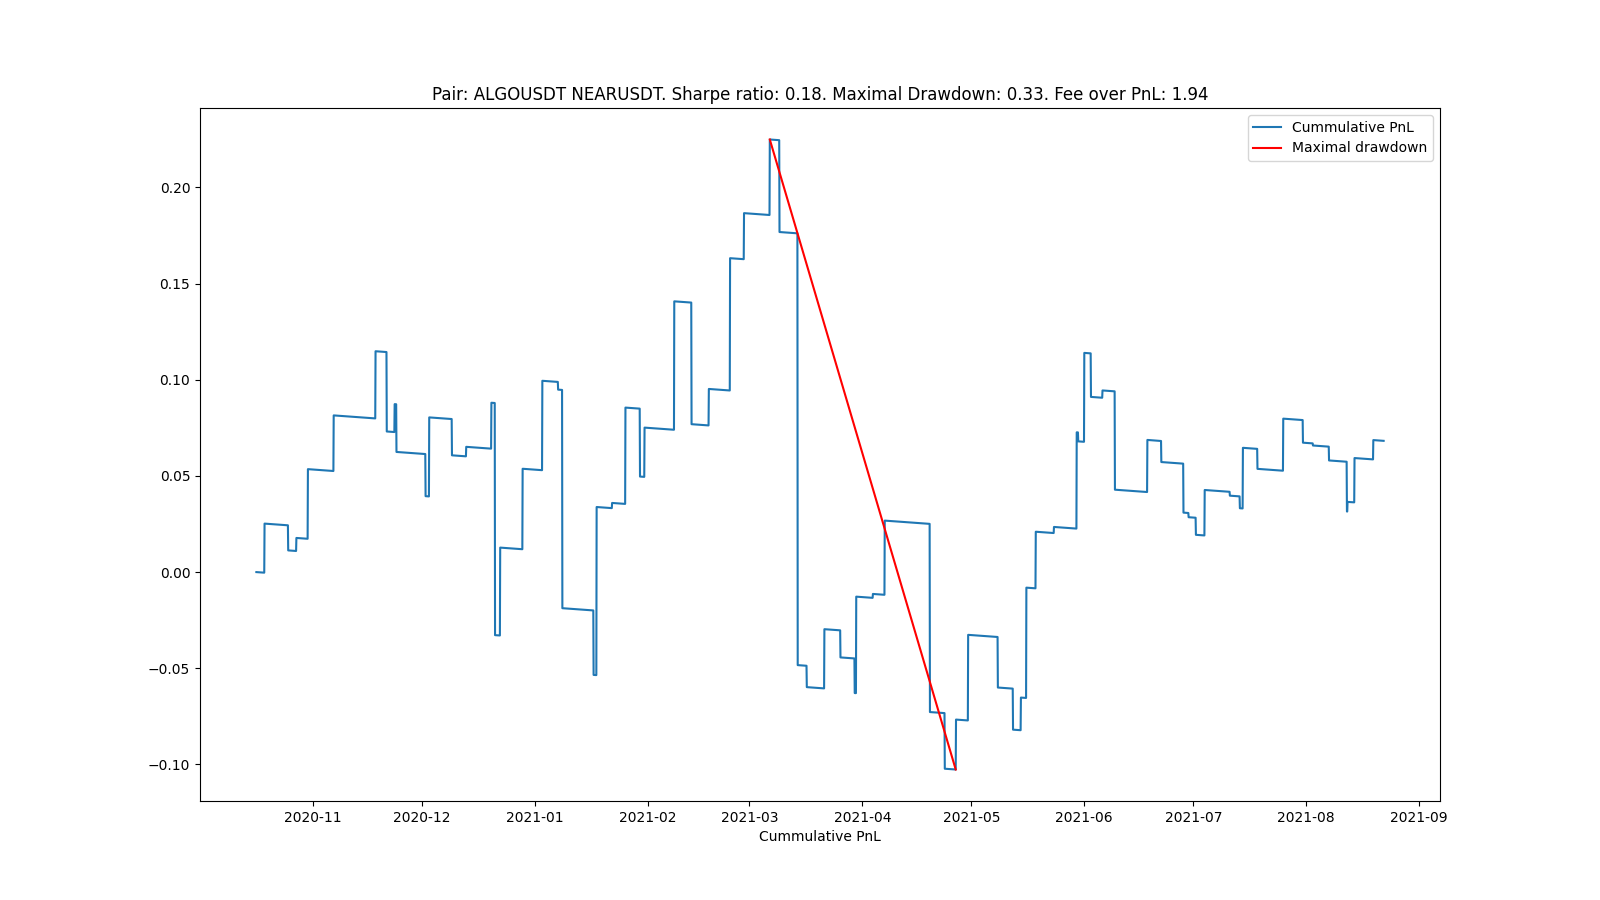 Pair: ALGOUSDT NEARUSDT. Sharpe ratio: 0.18. Maximal Drawdown: 0.33. Fee over PnL: 1.94
Cummulative PnL
Maximal drawdown
0.20
0.15
0.10
0.05
0.00
−0.05
−0.10
2020-11 2020-12 2021-01 2021-02 2021-03 2021-04 2021-05 2021-06 2021-07 2021-08 2021-09
Cummulative PnL